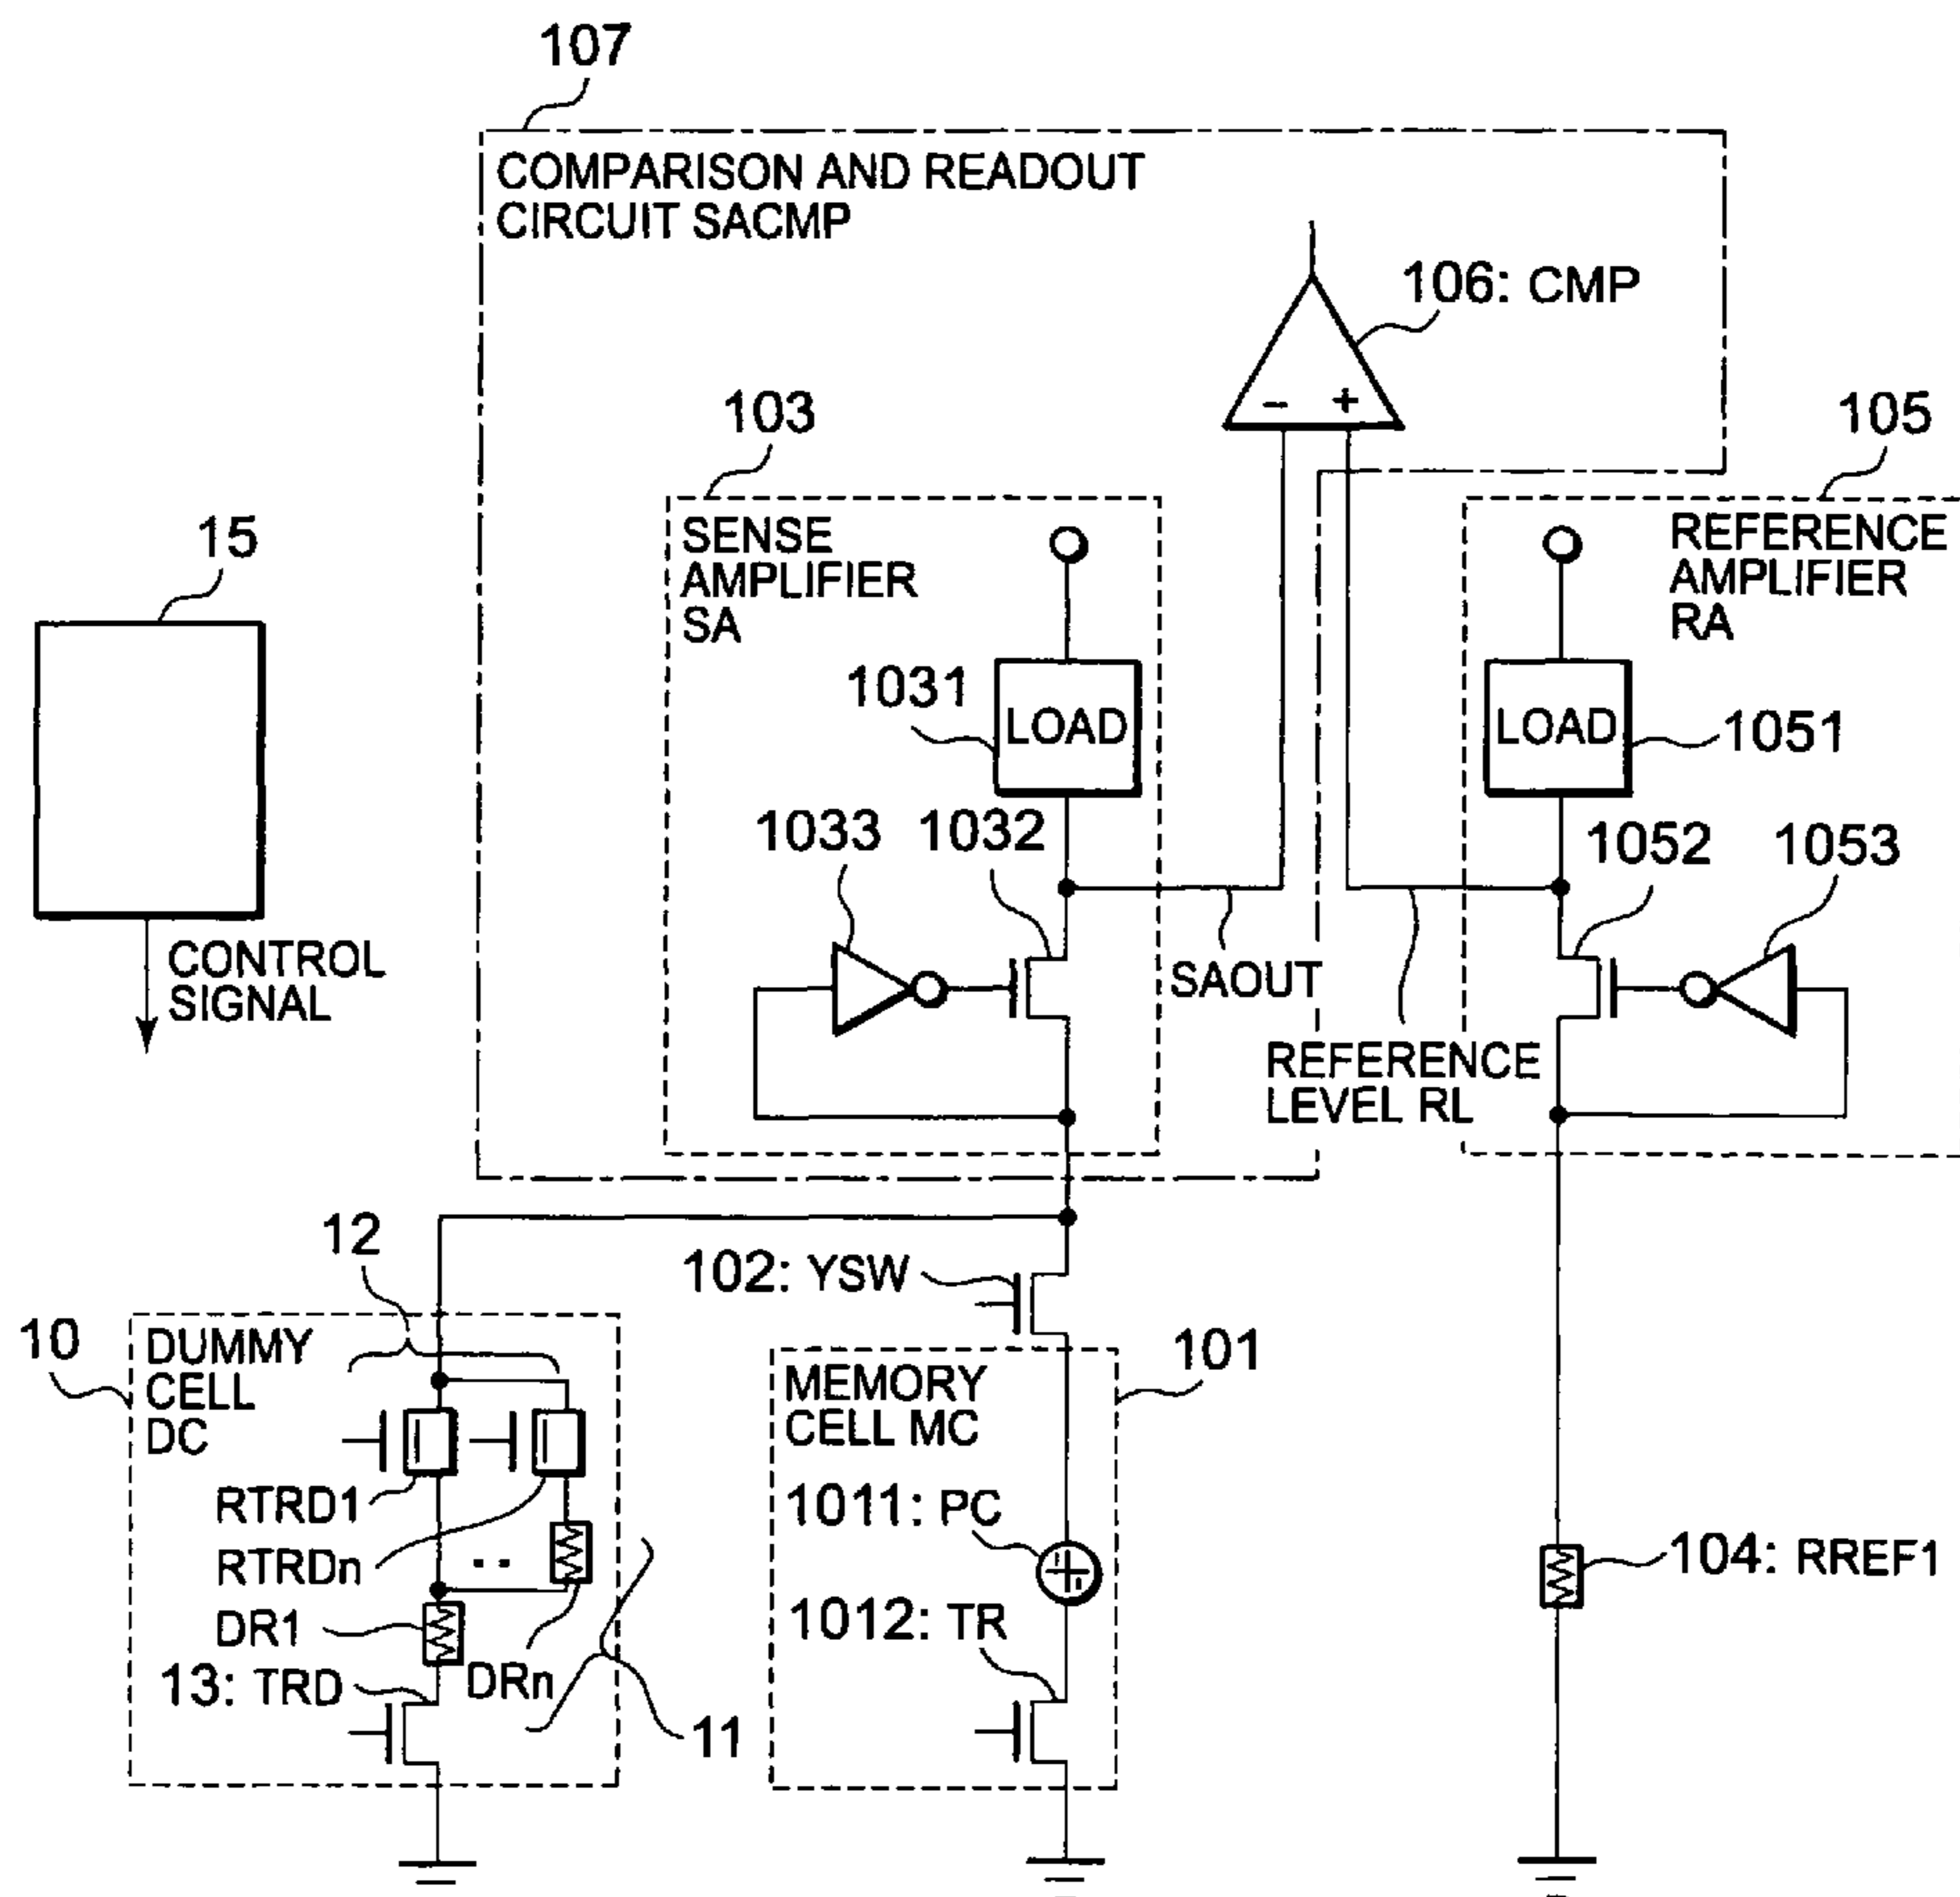 107
COMPARISON AND READOUT
CIRCUIT SACMP
106: CMP
- +
103
105
15
SENSE
AMPLIFIER
SA
REFERENCE
AMPLIFIER
RA
1031
LOAD
LOAD
1051
1033
1032
1052
1053
CONTROL
SIGNAL
SAOUT
REFERENCE
LEVEL RL
12
102: YSW
10
DUMMY
CELL
DC
101
MEMORY
CELL MC
RTRD1
1011: PC
RTRDn
..
104: RREF1
DR1
1012: TR
13: TRD
DRn
11